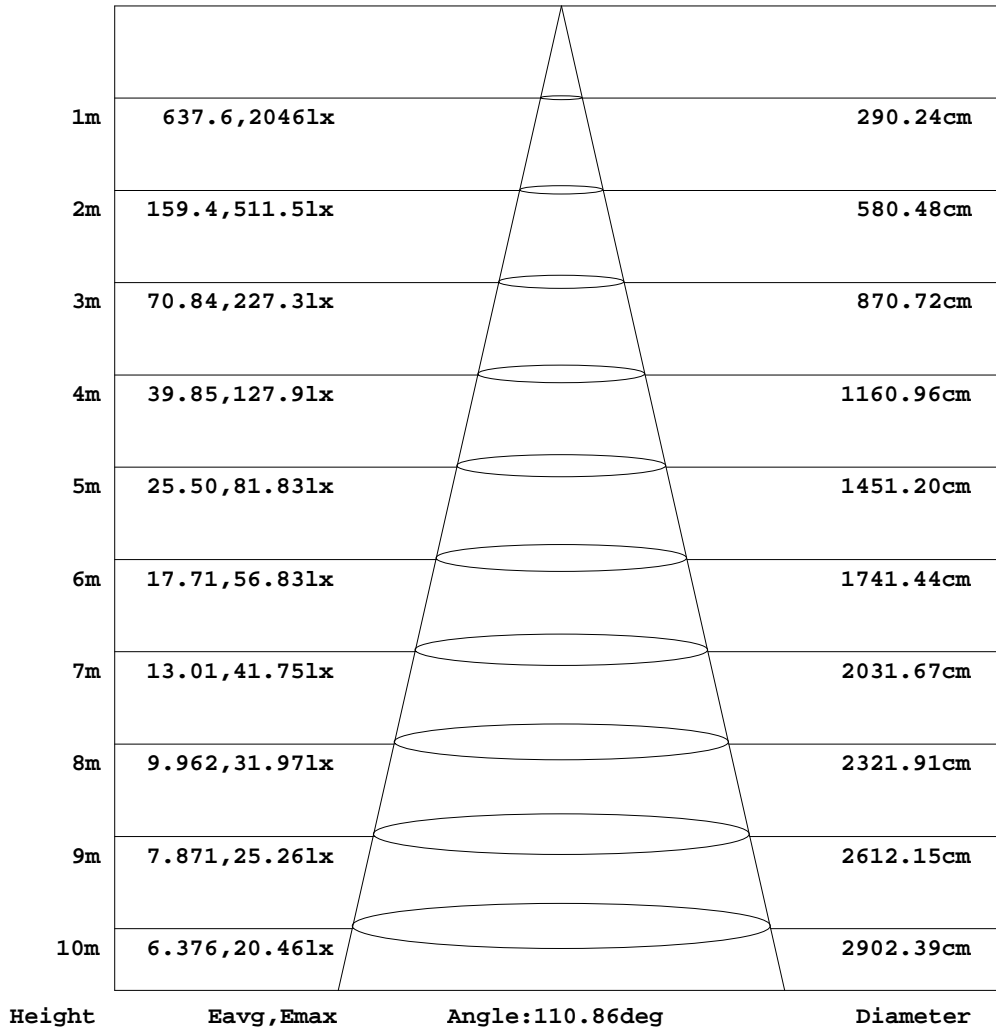 1m 637.6,2046lx 290.24cm
2m 159.4,511.5lx 580.48cm
3m 70.84,227.3lx 870.72cm
4m 39.85,127.9lx 1160.96cm
5m 25.50,81.83lx 1451.20cm
6m 17.71,56.83lx 1741.44cm
7m 13.01,41.75lx 2031.67cm
8m 9.962,31.97lx 2321.91cm
9m 7.871,25.26lx 2612.15cm
10m 6.376,20.46lx 2902.39cm
Height Eavg,Emax Angle:110.86deg Diameter